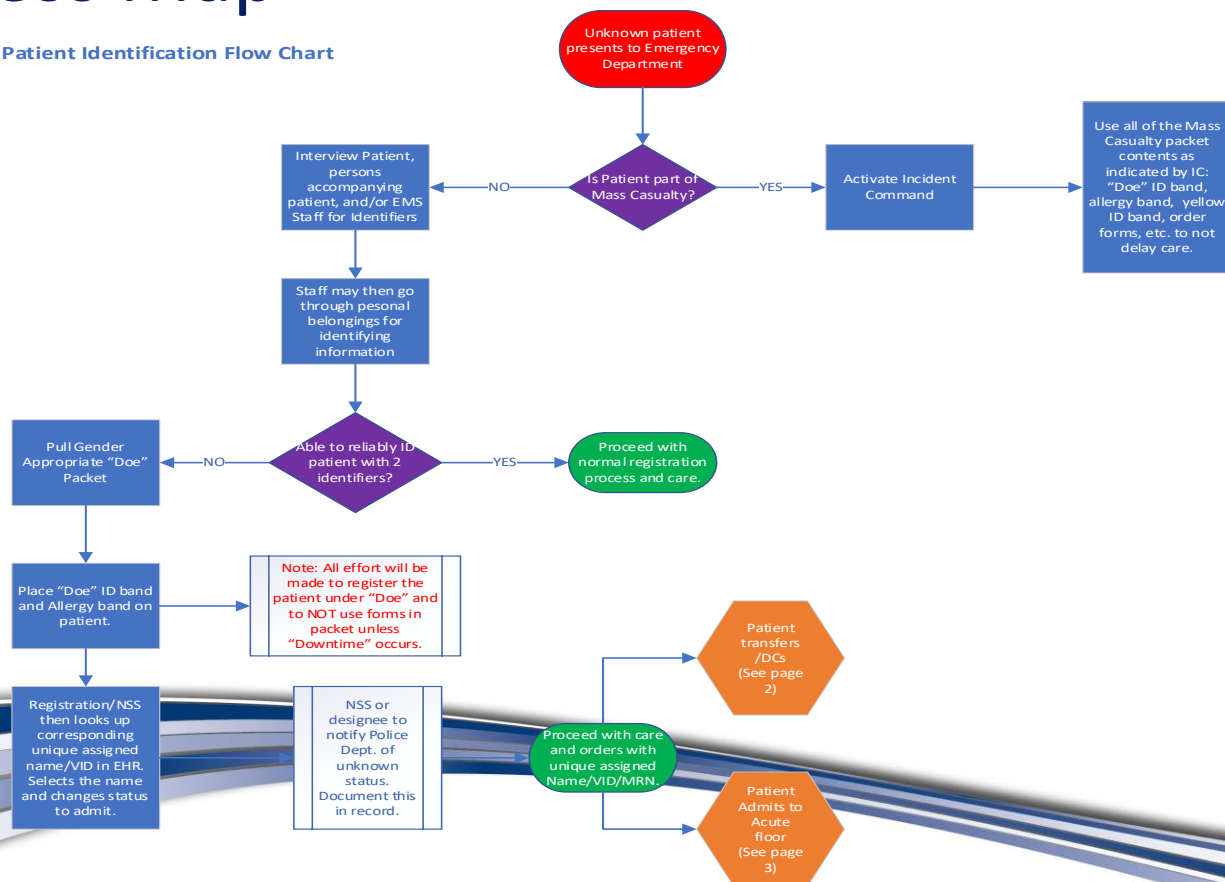 Patient Identification Flow Chart
Unknown patient
presents to Emergency
Department
Is Patient part of
Mass Casualty?
NO
YES
Interview Patient,
persons
accompanying
patient, and/or EMS
Staff for Identifiers
Activate Incident
Command
Use all of the Mass
Casualty packet
contents as
indicated by IC:
“Doe” ID band,
allergy band, yellow
ID band, order
forms, etc. to not
delay care.
Staff may then go
through pesonal
belongings for
identifying
information
Able to reliably ID
patient with 2
identifiers?
NO
YES
Pull Gender
Appropriate “Doe”
Packet
Proceed with
normal registration
process and care.
Place “Doe” ID band
and Allergy band on
patient.
Note: All effort will be
made to register the
patient under “Doe” and
to NOT use forms in
packet unless
“Downtime” occurs.
Registration/NSS
then looks up
corresponding
unique assigned
name/VID in EHR.
Selects the name
and changes status
to admit.
NSS or
designee to
notify Police
Dept. of
unknown
status.
Document this
in record.
Proceed with care
and orders with
unique assigned
Name/VID/MRN.
Patient
transfers
/DCs
(See page
2)
Patient
Admits to
Acute
floor
(See page
3)